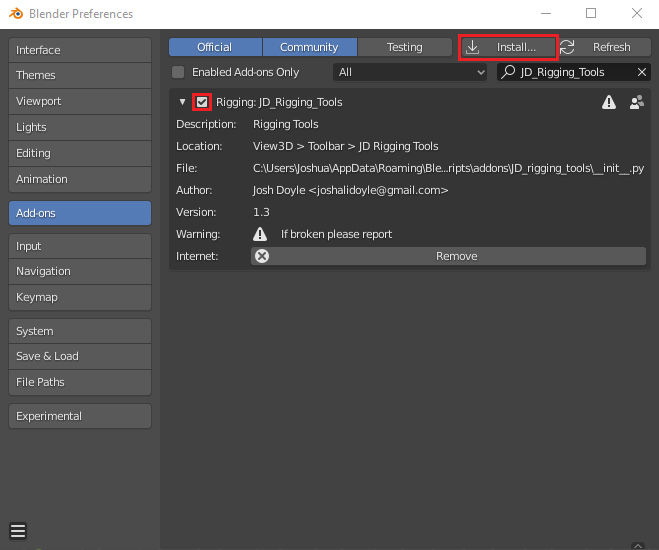 Blender Preferences
Interface
Themes
Viewport
Lights
Editing
Animation
Add-ons
Input
Navigation
Keymap
System
Save & Load
File Paths
Experimental
Official Community Testing Install... Refresh
Enabled Add-ons Only All JD_Rigging_Tools
Rigging: JD_Rigging_Tools
Description: Rigging Tools
Location: View3D > Toolbar > JD Rigging Tools
File: C:\Users\Joshua\AppData\Roaming\Ble...ripts\addons\JD_rigging_tools\__init__.py
Author: Josh Doyle <joshalidoyle@gmail.com>
Version: 1.3
Warning: If broken please report
Internet: Remove